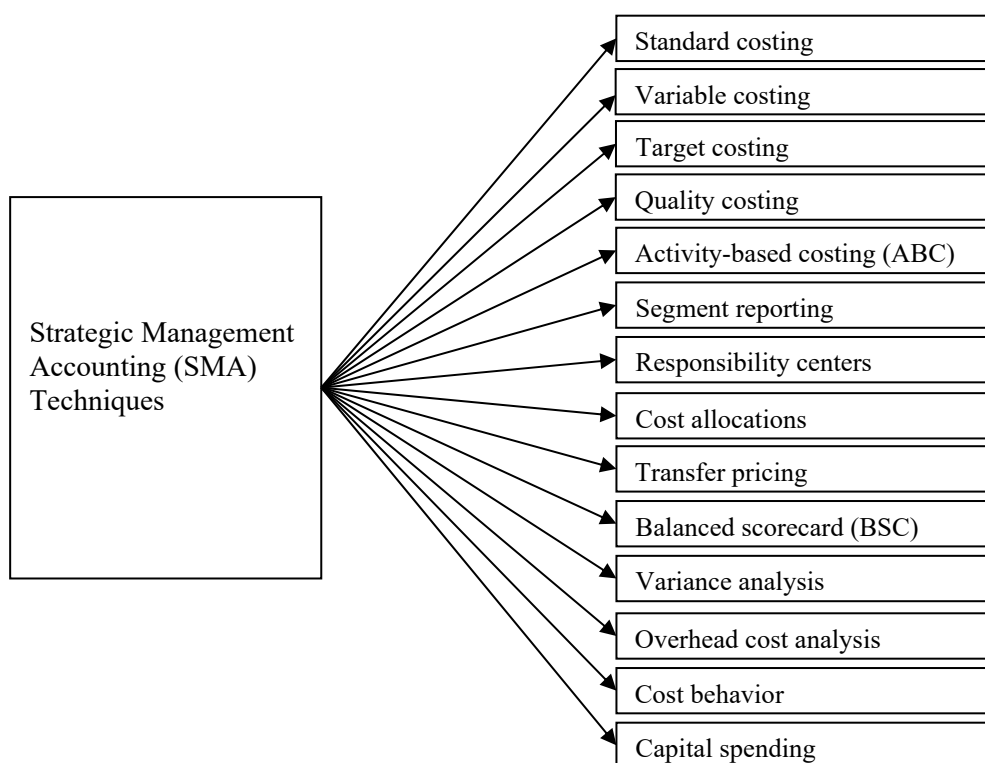 Strategic Management
Accounting (SMA)
Techniques
Standard costing
Variable costing
Target costing
Quality costing
Activity-based costing (ABC)
Segment reporting
Responsibility centers
Cost allocations
Transfer pricing
Balanced scorecard (BSC)
Variance analysis
Overhead cost analysis
Cost behavior
Capital spending